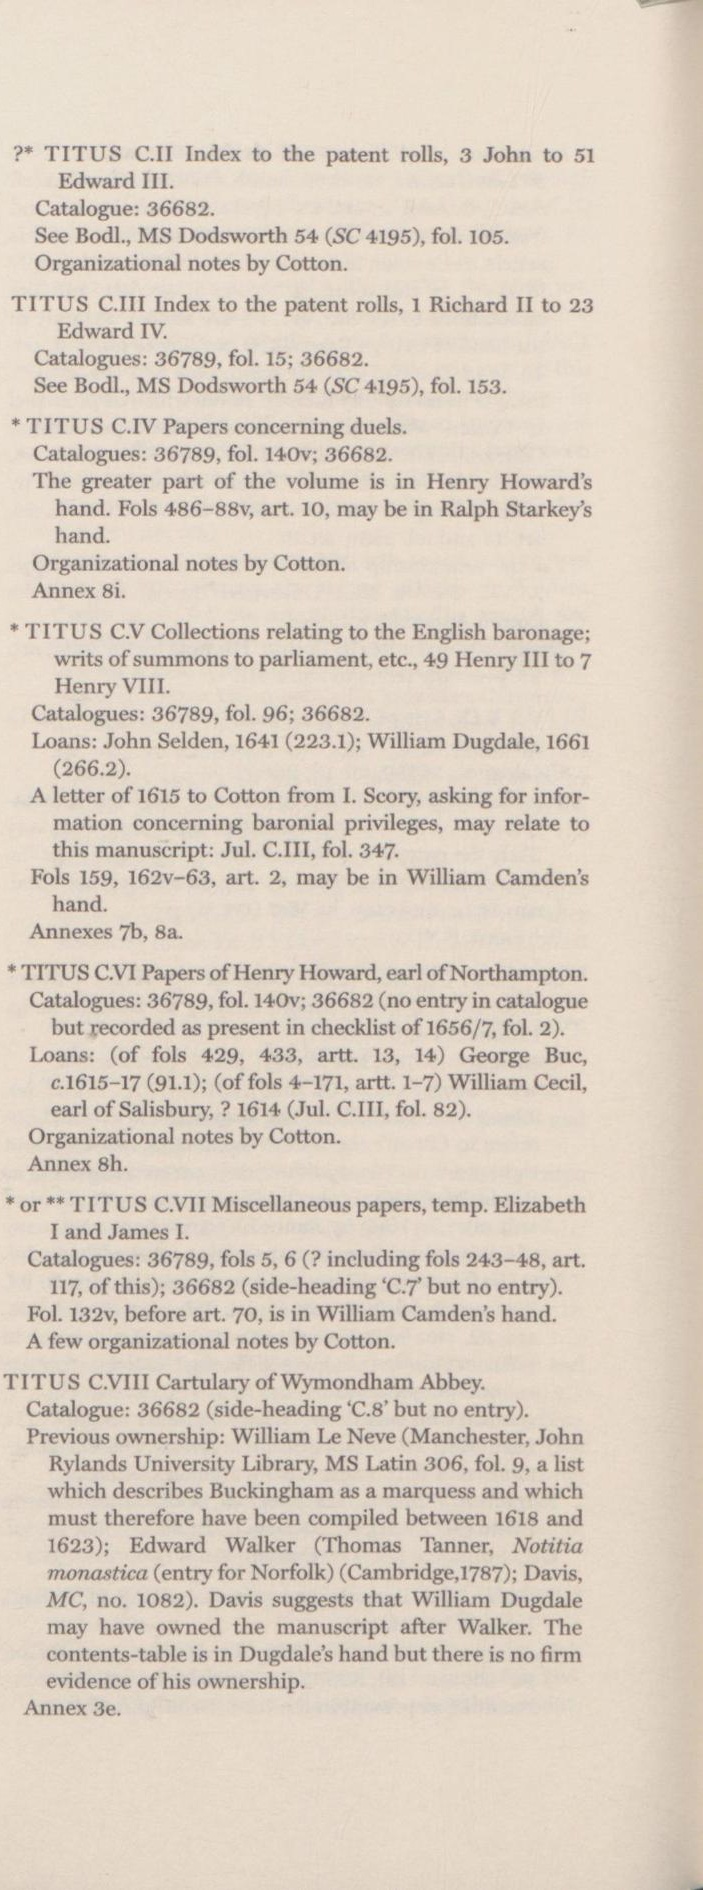 ?* TITUS C.II Index to the patent rolls, 3 John to 51
Edward III.
Catalogue: 36682.
See Bodl., MS Dodsworth 54 (SC 4195), fol. 105.
Organizational notes by Cotton.
TITUS C.III Index to the patent rolls, 1 Richard II to 23
Edward IV.
Catalogues: 36789, fol. 15; 36682.
See Bodl., MS Dodsworth 54 (SC 4195), fol. 153.
* TITUS C.IV Papers concerning duels.
Catalogues: 36789, fol. 140v; 36682.
The greater part of the volume is in Henry Howard's
hand. Fols 486–88v, art. 10, may be in Ralph Starkey's
hand.
Organizational notes by Cotton.
Annex 8i.
* TITUS C.V Collections relating to the English baronage;
writs of summons to parliament, etc., 49 Henry III to 7
Henry VIII.
Catalogues: 36789, fol. 96; 36682.
Loans: John Selden, 1641 (223.1); William Dugdale, 1661
(266.2).
A letter of 1615 to Cotton from I. Scory, asking for infor-
mation concerning baronial privileges, may relate to
this manuscript: Jul. C.III, fol. 347.
Fols 159, 162v–63, art. 2, may be in William Camden's
hand.
Annexes 7b, 8a.
* TITUS C.VI Papers of Henry Howard, earl of Northampton.
Catalogues: 36789, fol. 140v; 36682 (no entry in catalogue
but recorded as present in checklist of 1656/7, fol. 2).
Loans: (of fols 429, 433, artt. 13, 14) George Buc,
c.1615–17 (91.1); (of fols 4–171, artt. 1–7) William Cecil,
earl of Salisbury, ? 1614 (Jul. C.III, fol. 82).
Organizational notes by Cotton.
Annex 8h.
* or ** TITUS C.VII Miscellaneous papers, temp. Elizabeth
I and James I.
Catalogues: 36789, fols 5, 6 (? including fols 243–48, art.
117, of this); 36682 (side-heading ‘C.7’ but no entry).
Fol. 132v, before art. 70, is in William Camden's hand.
A few organizational notes by Cotton.
TITUS C.VIII Cartulary of Wymondham Abbey.
Catalogue: 36682 (side-heading ‘C.8’ but no entry).
Previous ownership: William Le Neve (Manchester, John
Rylands University Library, MS Latin 306, fol. 9, a list
which describes Buckingham as a marquess and which
must therefore have been compiled between 1618 and
1623); Edward Walker (Thomas Tanner, Notitia
monastica (entry for Norfolk) (Cambridge,1787); Davis,
MC, no. 1082). Davis suggests that William Dugdale
may have owned the manuscript after Walker. The
contents-table is in Dugdale's hand but there is no firm
evidence of his ownership.
Annex 3e.